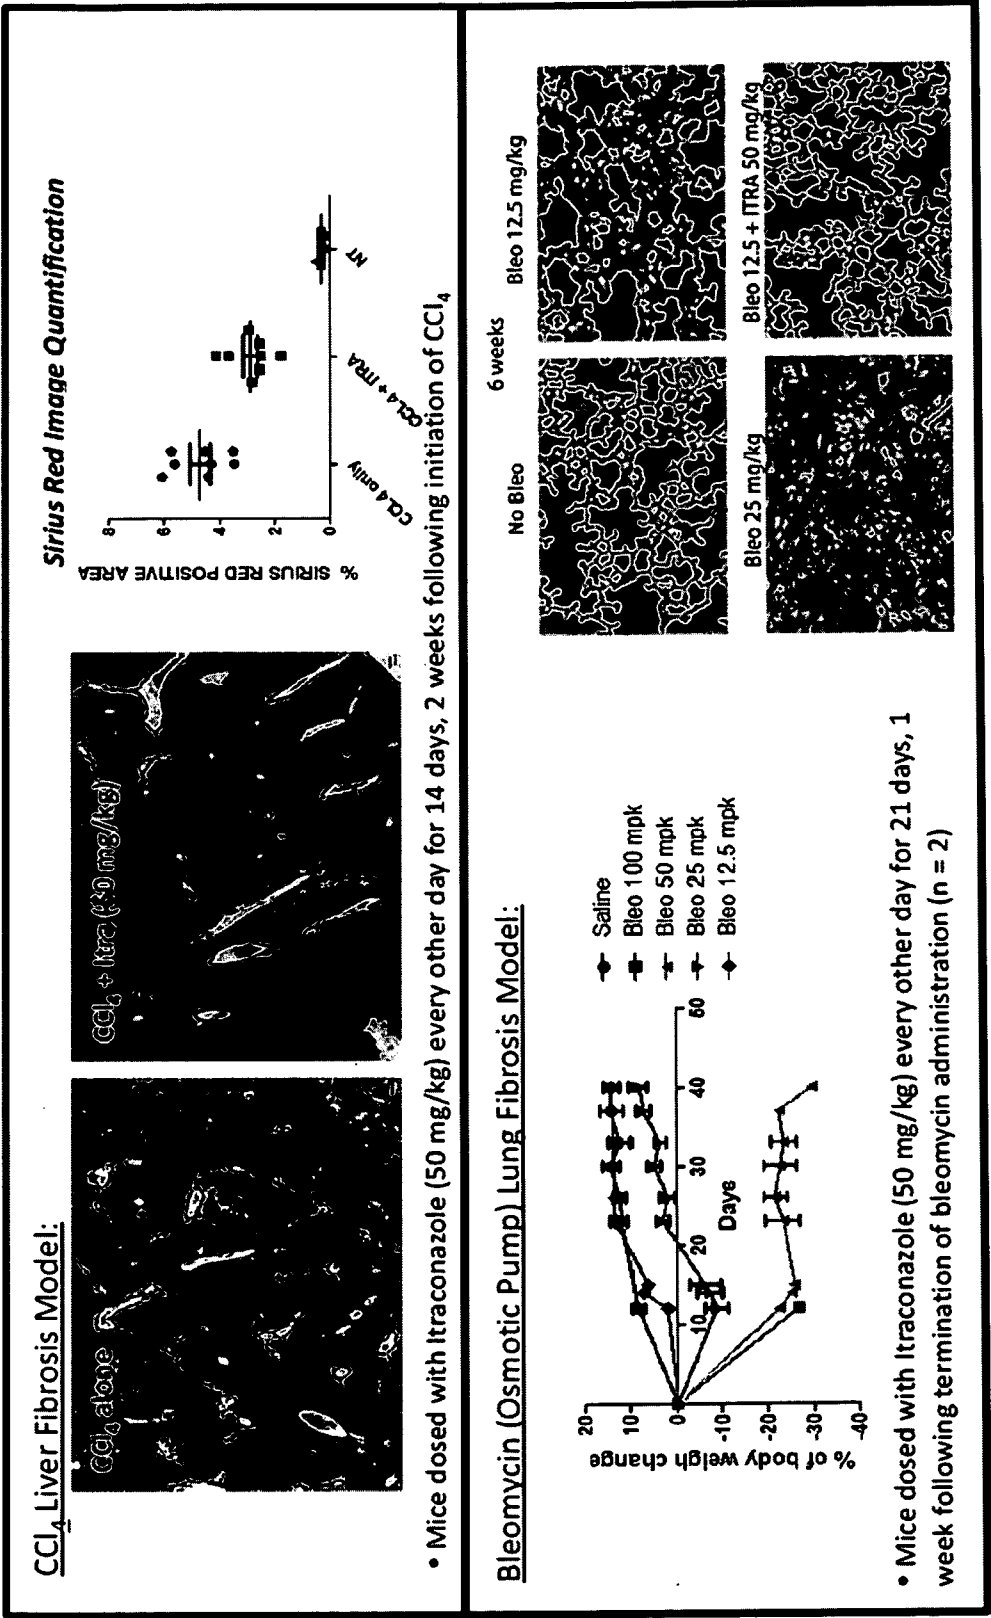 CCl4 Liver Fibrosis Model:
CCl4 alone
CCl4 + Itra (50 mg/kg)
Sirius Red Image Quantification
% SIRIUS RED POSITIVE AREA
8
6
4
2
0
CCL4 only
CCL4 + ITRA
NT
• Mice dosed with Itraconazole (50 mg/kg) every other day for 14 days, 2 weeks following initiation of CCl4
Bleomycin (Osmotic Pump) Lung Fibrosis Model:
% of body weigh change
20
10
0
-10
-20
-30
-40
10
20
30
40
50
Days
Saline
Bleo 100 mpk
Bleo 50 mpk
Bleo 25 mpk
Bleo 12.5 mpk
6 weeks
No Bleo
Bleo 12.5 mg/kg
Bleo 25 mg/kg
Bleo 12.5 + ITRA 50 mg/kg
• Mice dosed with Itraconazole (50 mg/kg) every other day for 21 days, 1
week following termination of bleomycin administration (n = 2)